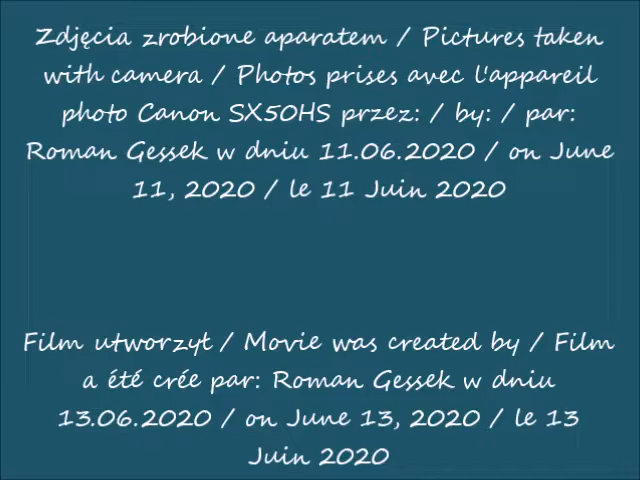 Zdjęcia zrobione aparatem / Pictures taken
with camera / Photos prises avec l'appareil
photo Canon SX50HS przez: / by: / par:
Roman Gessek w dniu 11.06.2020 / on June
11, 2020 / le 11 Juin 2020
Film utworzył / Movie was created by / Film
a été crée par: Roman Gessek w dniu
13.06.2020 / on June 13, 2020 / le 13
Juin 2020